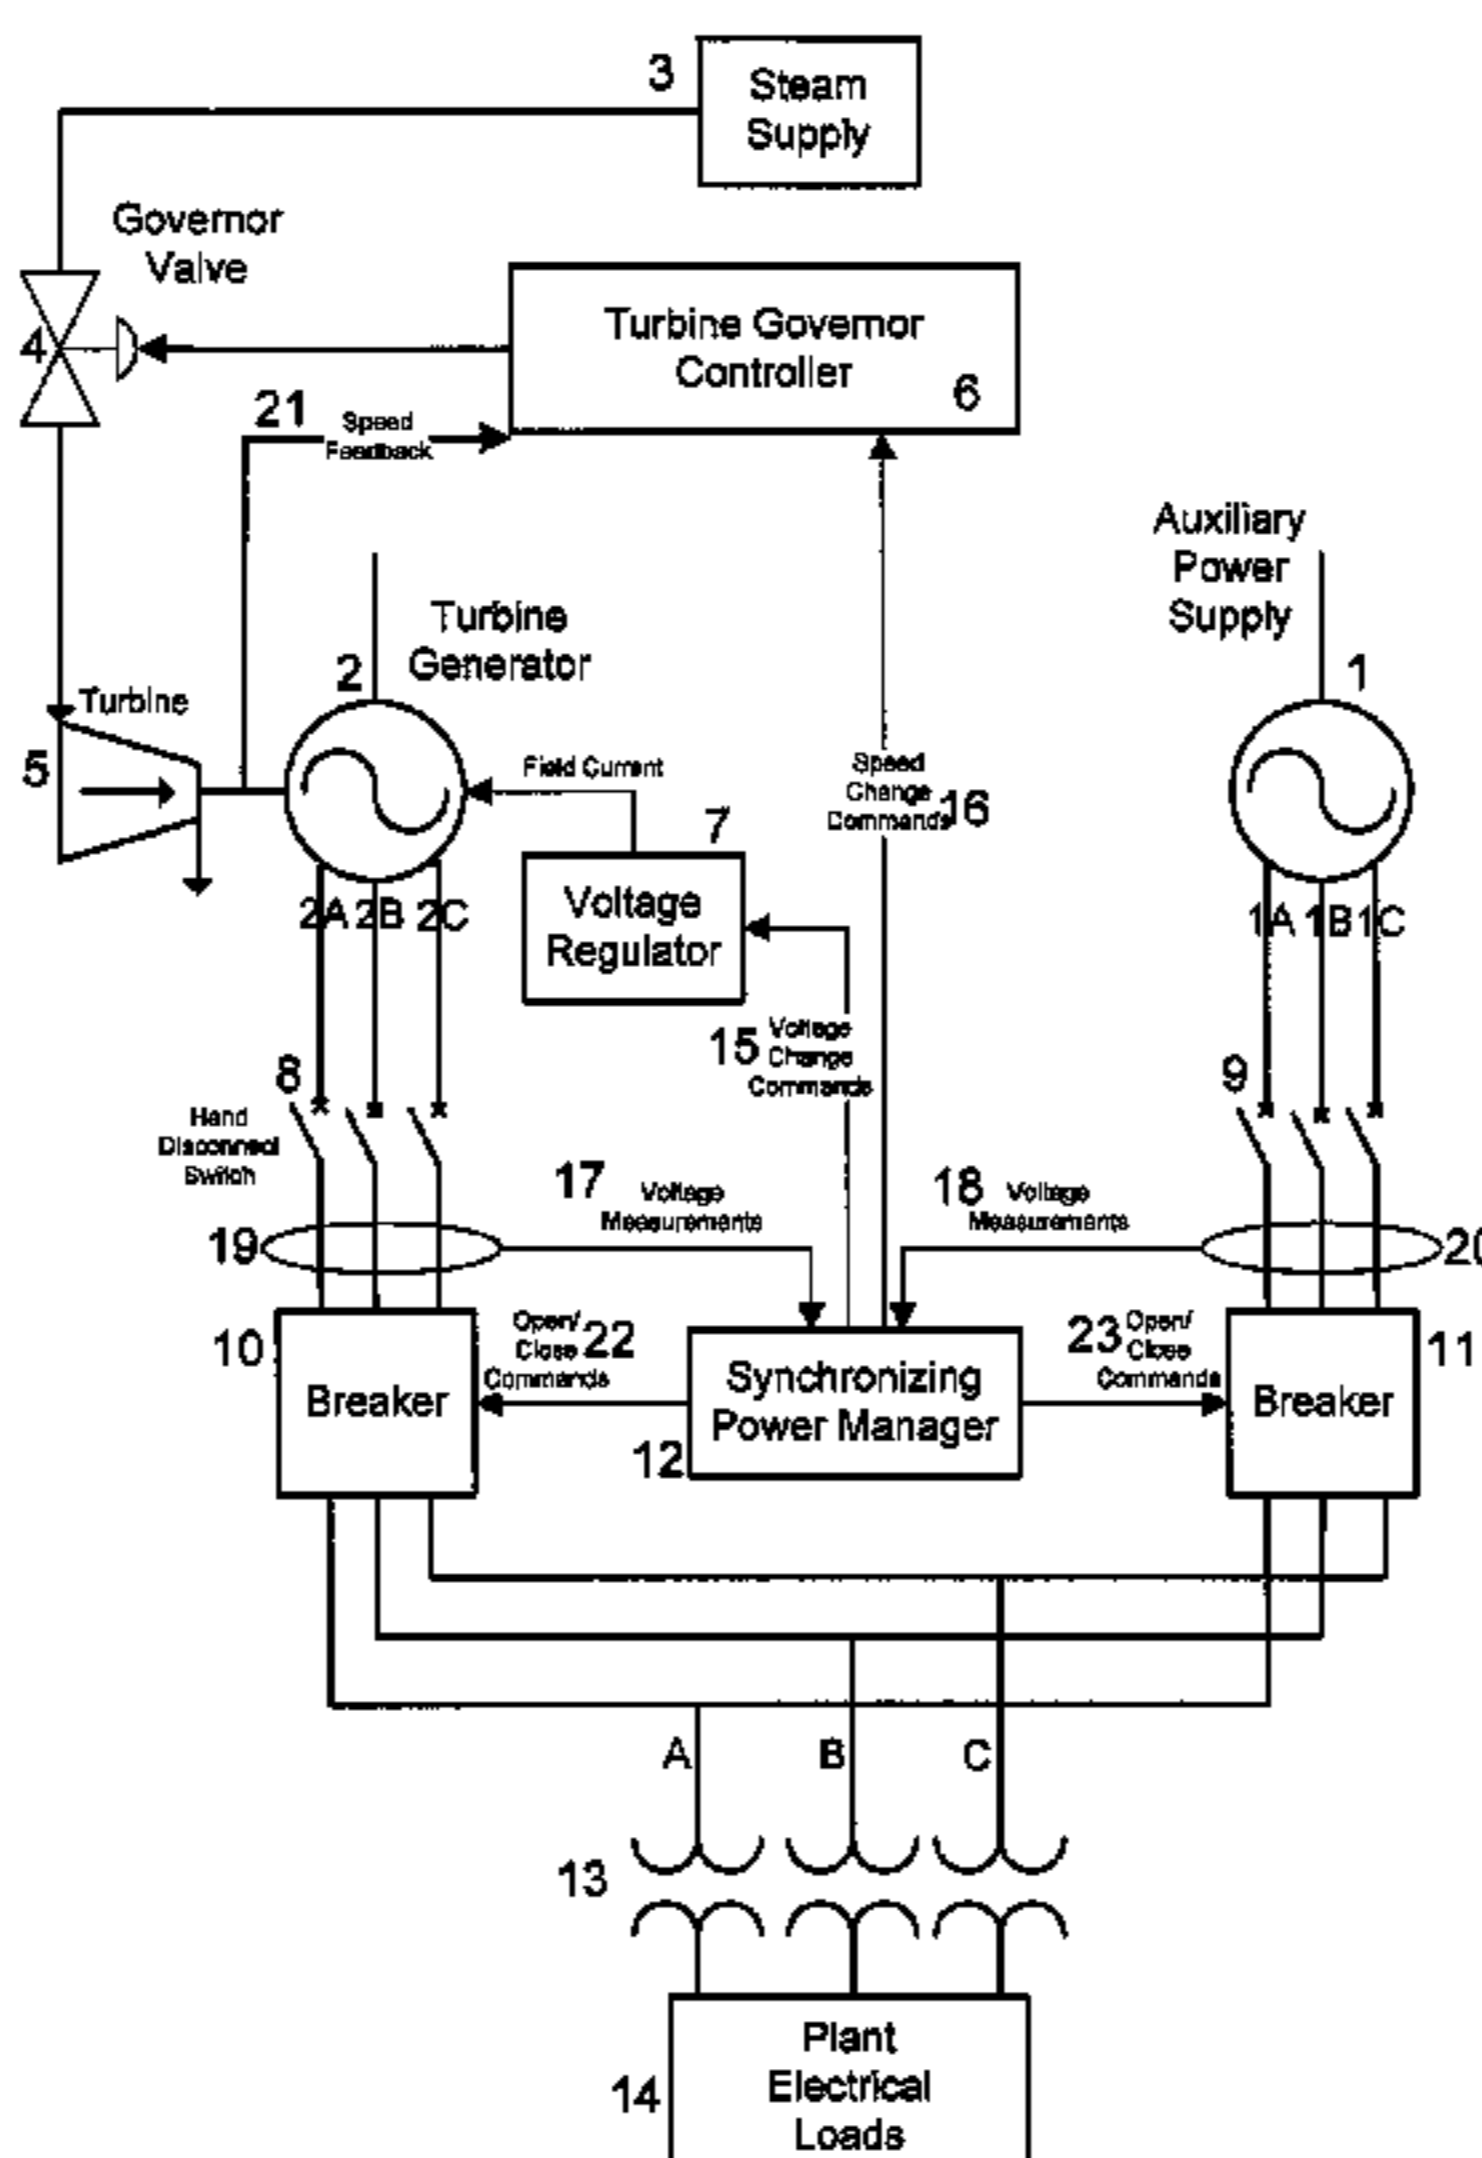 3
Steam
Supply
Governor
Valve
4
Turbine Governor
Controller
6
21
Speed
Feedback
Auxiliary
Power
Supply
1
Turbine
Generator
2
Turbine
5
Field Current
Speed
Change
Commands
16
7
Voltage
Regulator
2A 2B 2C
1A 1B 1C
15
Voltage
Change
Commands
8
Hand
Disconnect
Switch
9
17
Voltage
Measurements
18
Voltage
Measurements
19
20
10
Breaker
Open/
Close
Commands
22
Synchronizing
Power Manager
12
23
Open/
Close
Commands
Breaker
11
A B C
13
14
Plant
Electrical
Loads